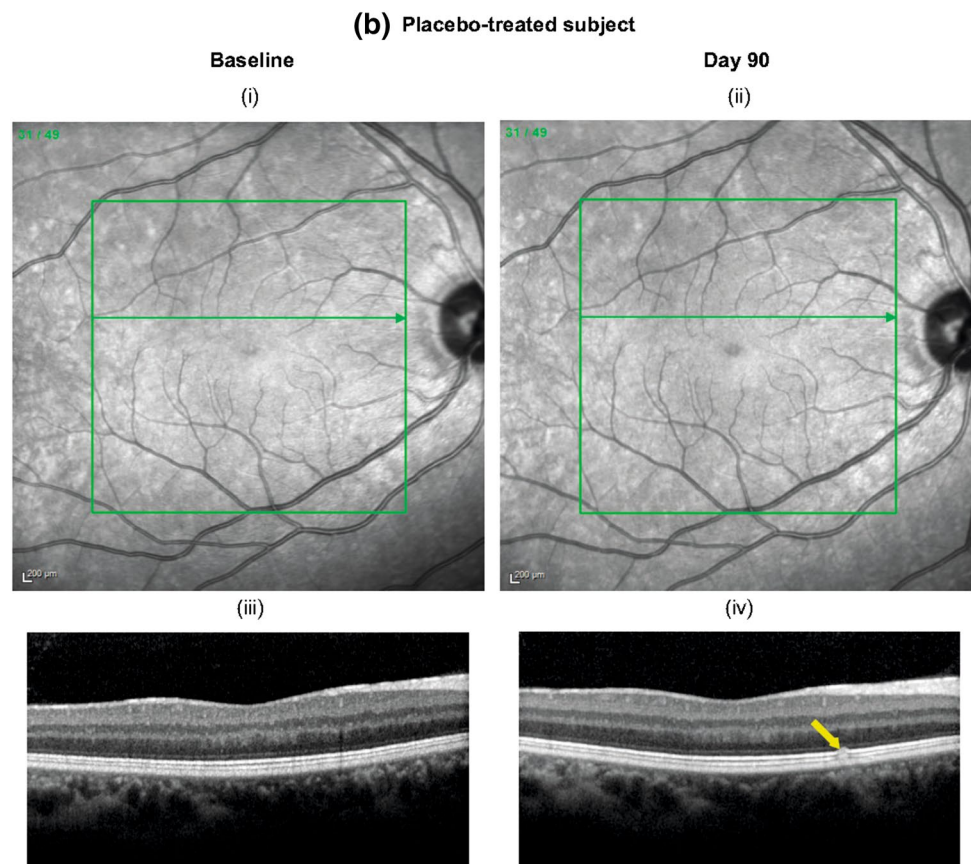 (b) Placebo-treated subject
Baseline Day 90
(i) (ii)
31 / 49 31 / 49
200 µm 200 µm
(iii) (iv)